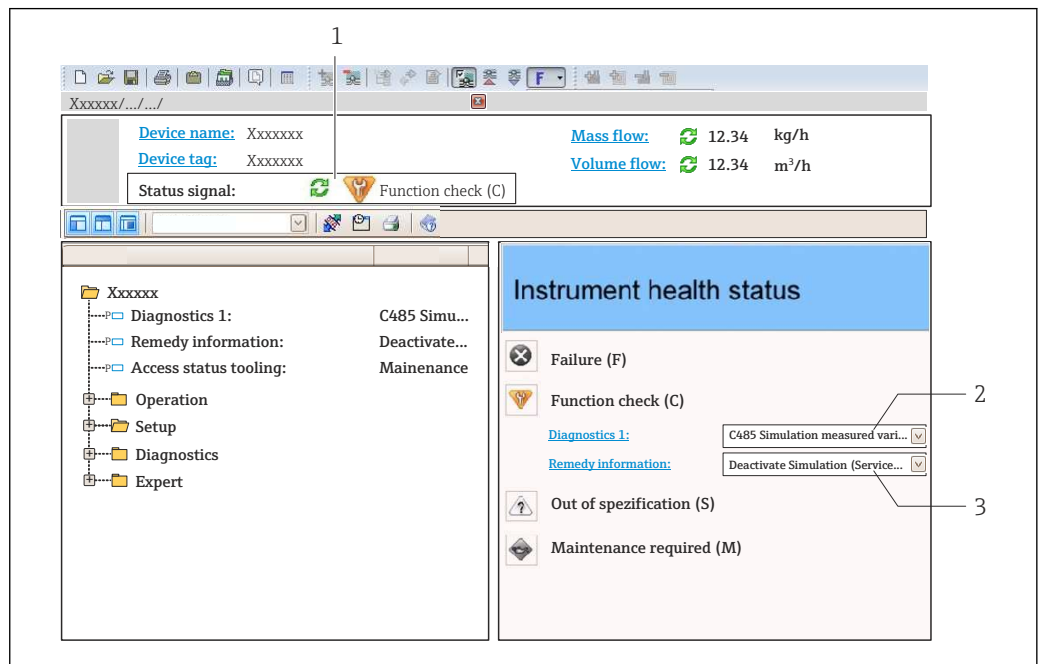 1
F
Xxxxxx/.../.../
Device name: Xxxxxxx
Mass flow: 12.34 kg/h
Device tag: Xxxxxxx
Volume flow: 12.34 m³/h
Status signal: Function check (C)
Instrument health status
Xxxxxx
P Diagnostics 1: C485 Simu...
P Remedy information: Deactivate...
P Access status tooling: Mainenance
Operation
Setup
Diagnostics
Expert
Failure (F)
Function check (C)
2
Diagnostics 1: C485 Simulation measured vari...
Remedy information: Deactivate Simulation (Service...
Out of spezification (S)
3
Maintenance required (M)